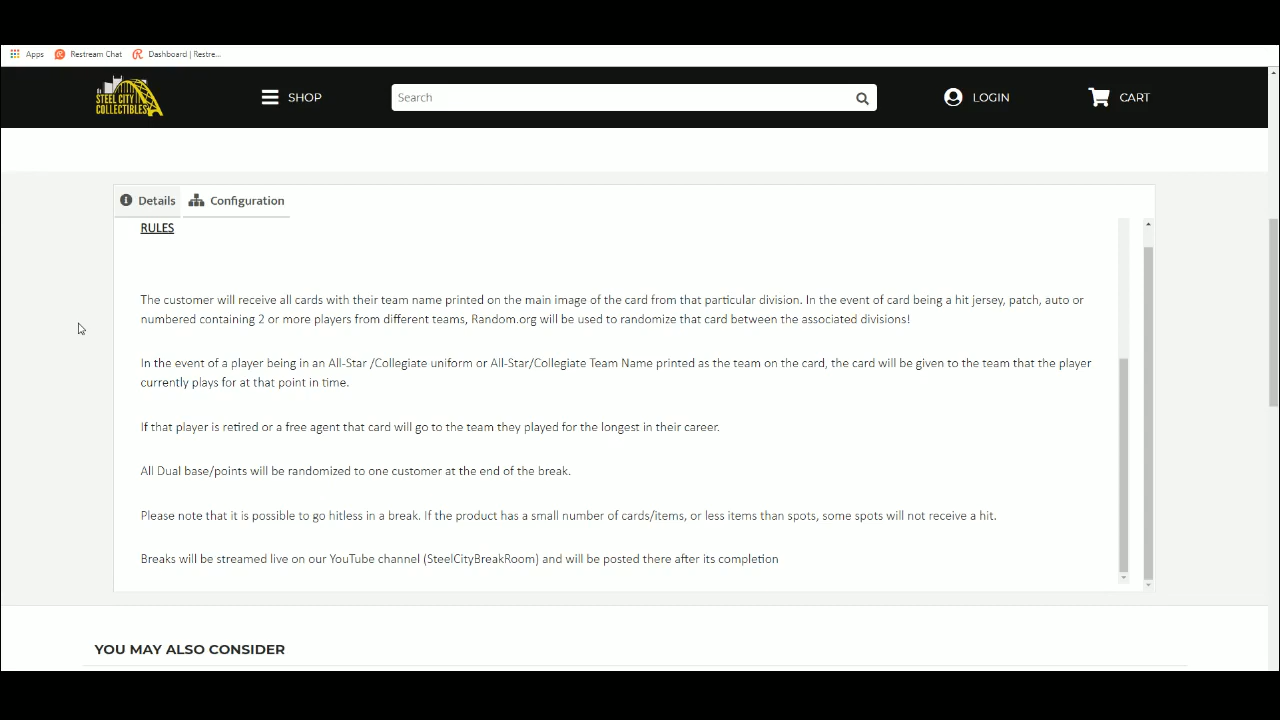 Apps Restream Chat Dashboard | Restre...
STEEL CITY
COLLECTIBLES
SHOP
Search
LOGIN
CART
Details
Configuration
RULES
The customer will receive all cards with their team name printed on the main image of the card from that particular division. In the event of card being a hit jersey, patch, auto or
numbered containing 2 or more players from different teams, Random.org will be used to randomize that card between the associated divisions!
In the event of a player being in an All-Star /Collegiate uniform or All-Star/Collegiate Team Name printed as the team on the card, the card will be given to the team that the player
currently plays for at that point in time.
If that player is retired or a free agent that card will go to the team they played for the longest in their career.
All Dual base/points will be randomized to one customer at the end of the break.
Please note that it is possible to go hitless in a break. If the product has a small number of cards/items, or less items than spots, some spots will not receive a hit.
Breaks will be streamed live on our YouTube channel (SteelCityBreakRoom) and will be posted there after its completion
YOU MAY ALSO CONSIDER